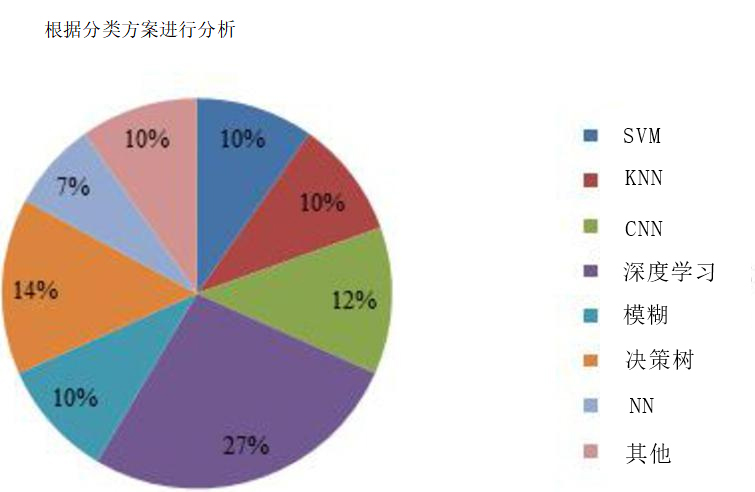 根据分类方案进行分析
10%
10%
10%
7%
12%
14%
10%
27%
SVM
KNN
CNN
深度学习
模糊
决策树
NN
其他